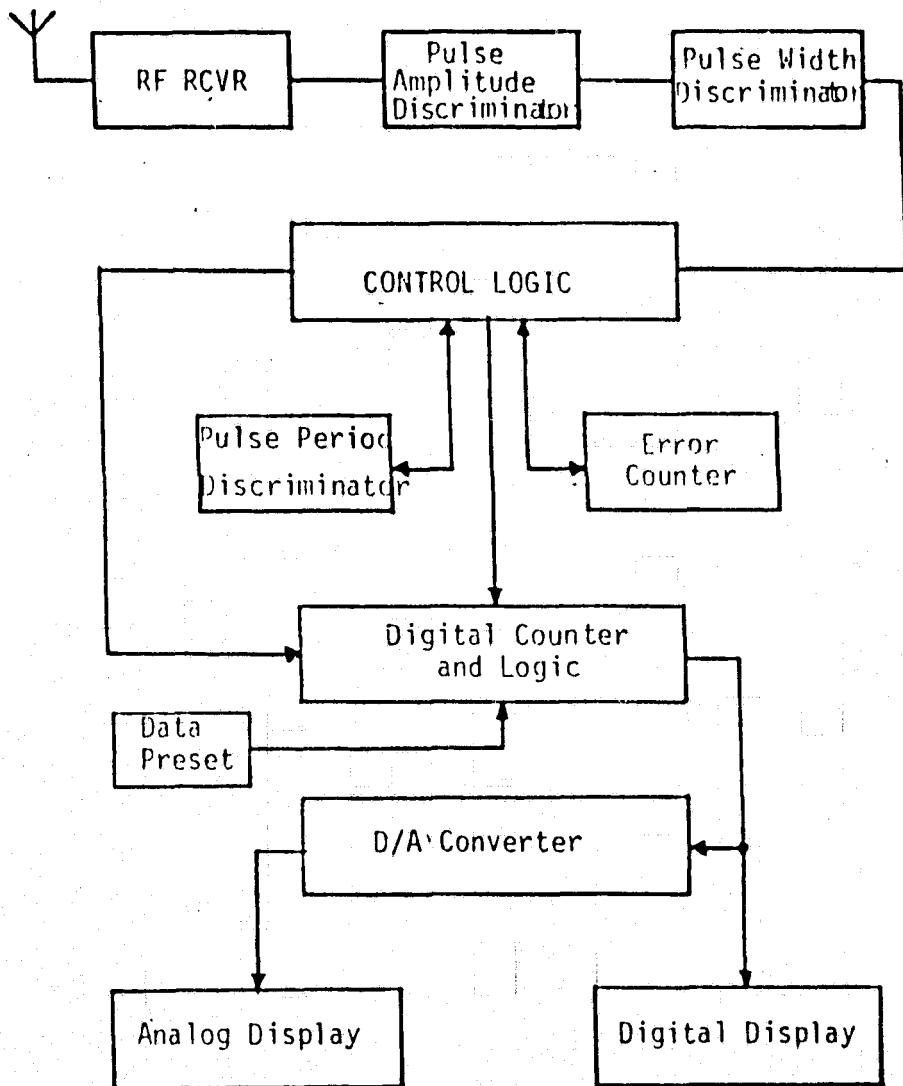 RF RCVR
Pulse
Amplitude
Discriminator
Pulse Width
Discriminator
CONTROL LOGIC
Pulse Period
Discriminator
Error
Counter
Digital Counter
and Logic
Data
Preset
D/A Converter
Analog Display
Digital Display